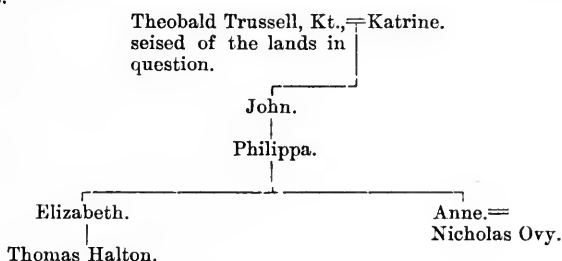 Theobald Trussell, Kt.,=Katrine.
seised of the lands in
question.
John.
Philippa.
Elizabeth.
Anne.=
Nicholas Ovy.
Thomas Halton.